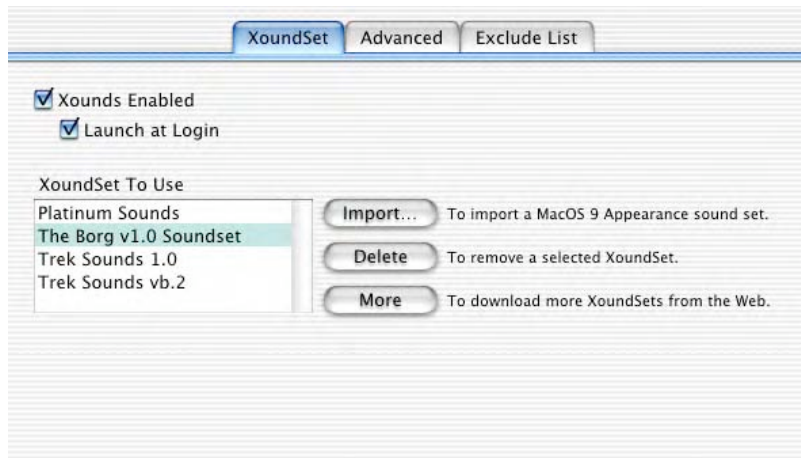 XoundSet Advanced Exclude List
Xounds Enabled
Launch at Login
XoundSet To Use
Platinum Sounds
The Borg v1.0 Soundset
Trek Sounds 1.0
Trek Sounds vb.2
Import... To import a MacOS 9 Appearance sound set.
Delete To remove a selected XoundSet.
More To download more XoundSets from the Web.